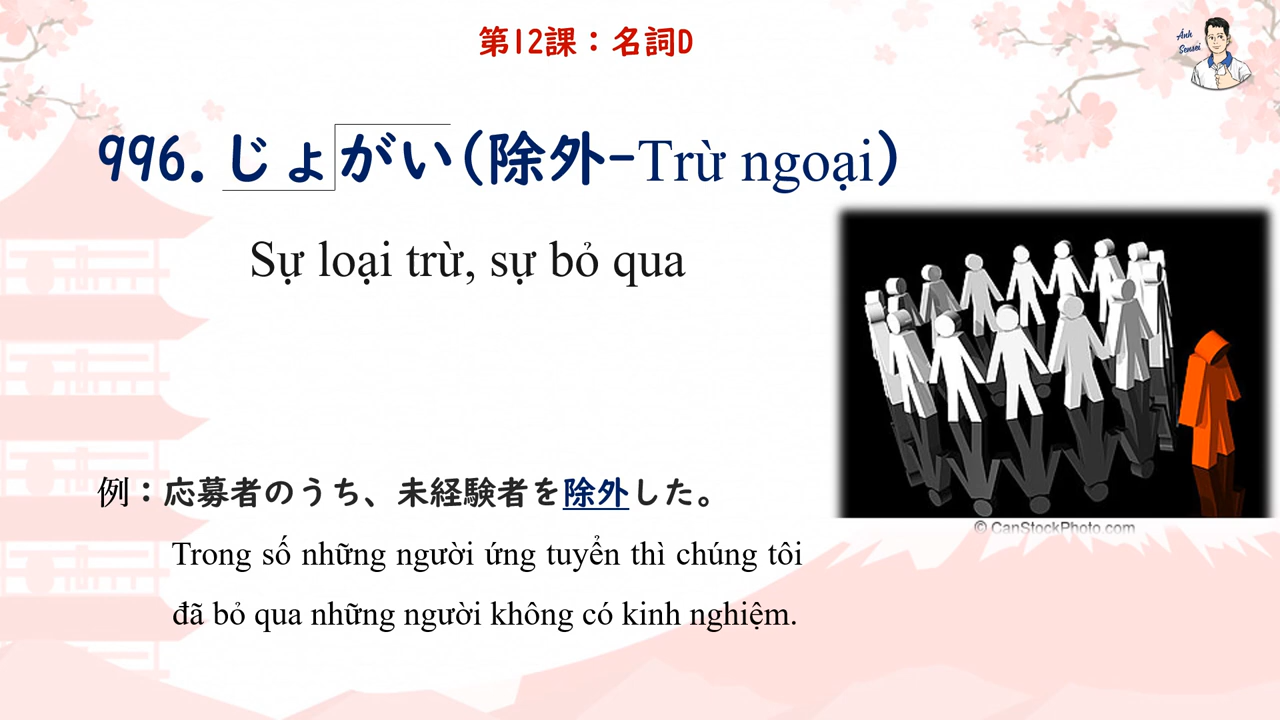 第12課：名詞D
Ánh
Sensei
996. じょがい(除外-Trừ ngoại)
Sự loại trừ, sự bỏ qua
例：応募者のうち、未経験者を除外した。
Trong số những người ứng tuyển thì chúng tôi
đã bỏ qua những người không có kinh nghiệm.
© CanStockPhoto.com